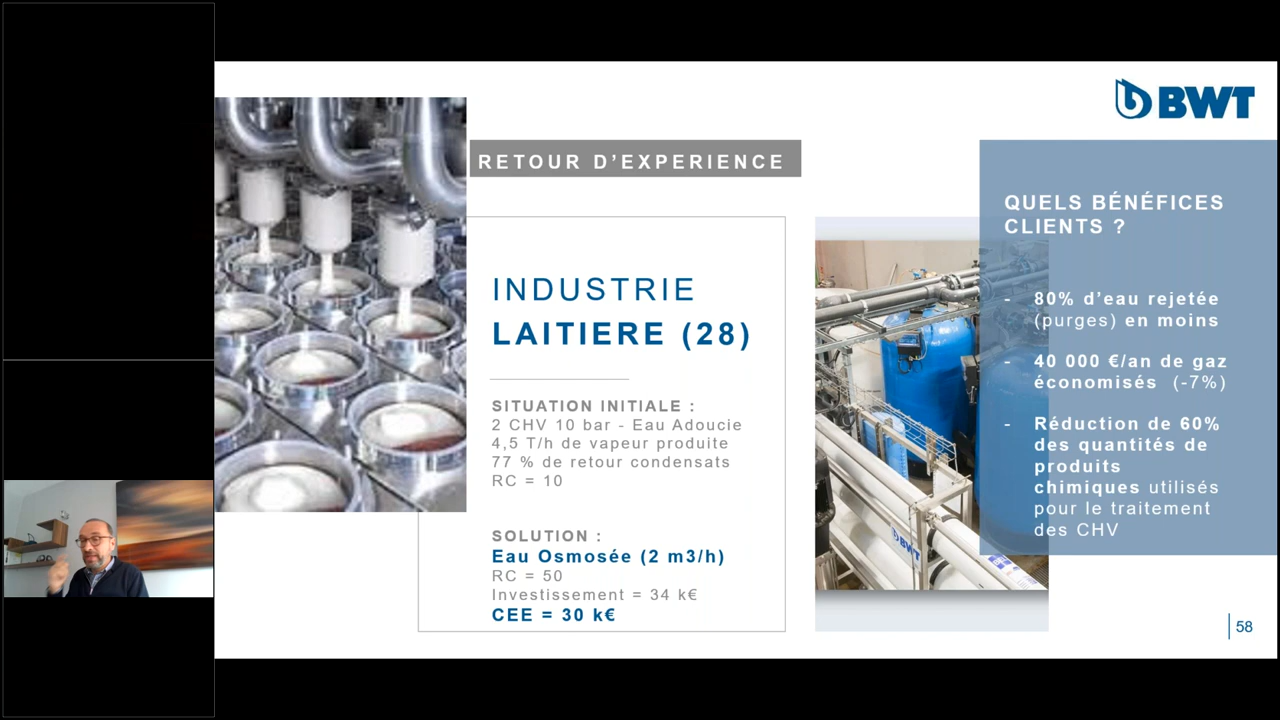 BWT
RETOUR D’EXPERIENCE
INDUSTRIE
LAITIERE (28)
SITUATION INITIALE :
2 CHV 10 bar - Eau Adoucie
4,5 T/h de vapeur produite
77 % de retour condensats
RC = 10
SOLUTION :
Eau Osmosée (2 m3/h)
RC = 50
Investissement = 34 k€
CEE = 30 k€
BWT
QUELS BÉNÉFICES
CLIENTS ?
- 80% d’eau rejetée
(purges) en moins
- 40 000 €/an de gaz
économisés (-7%)
- Réduction de 60%
des quantités de
produits
chimiques utilisés
pour le traitement
des CHV
58